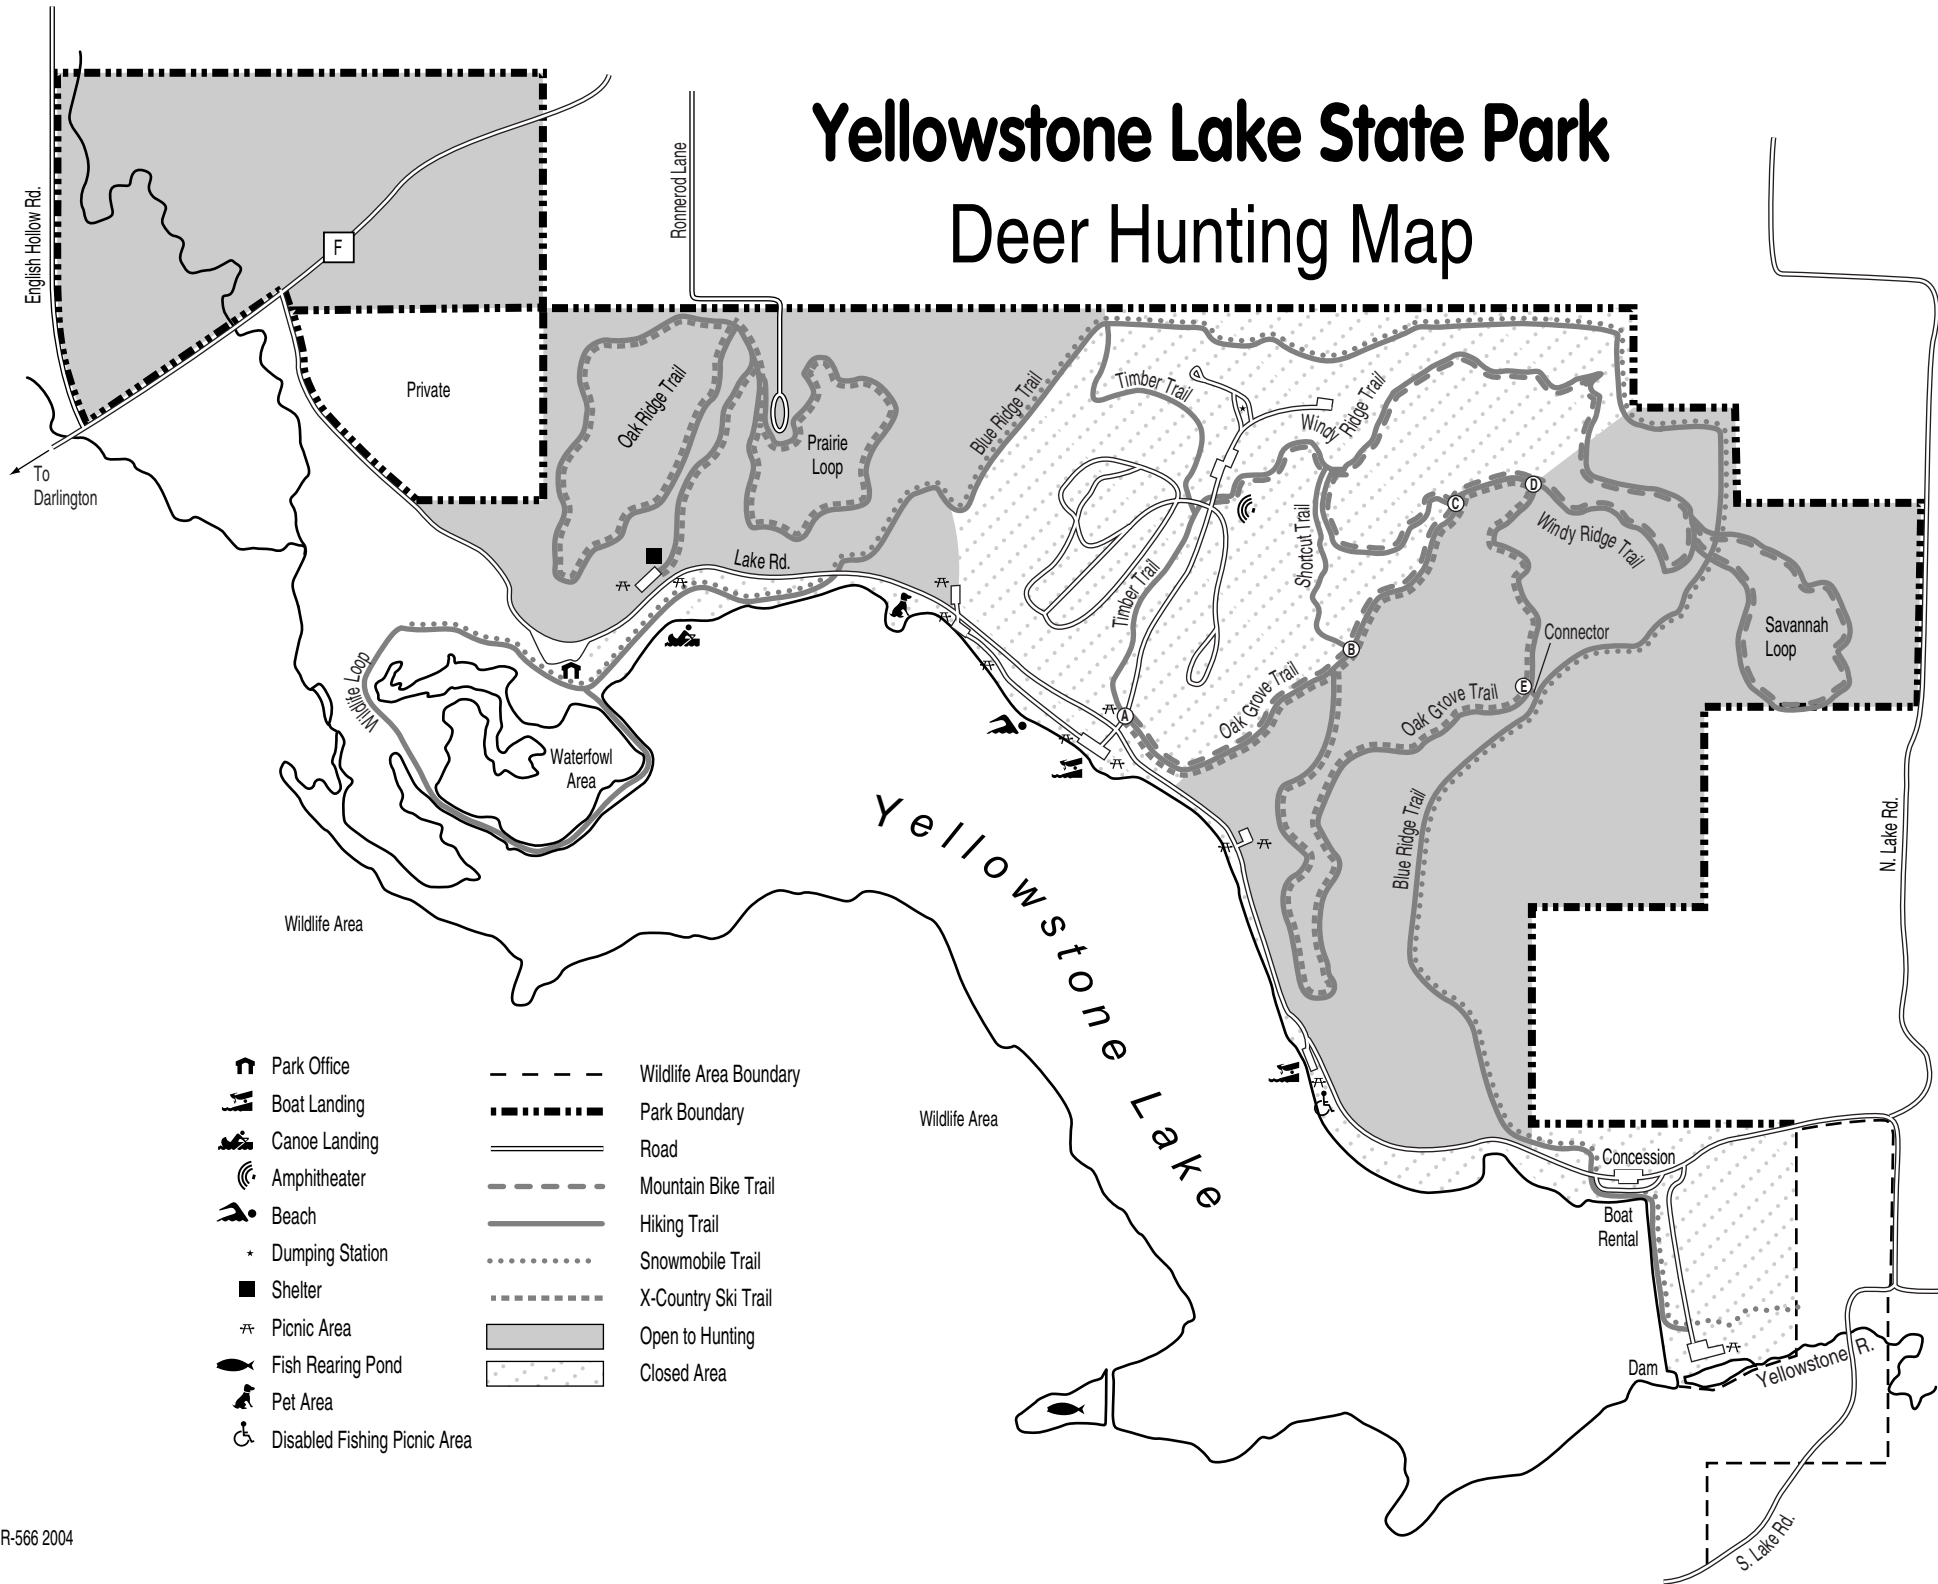 Yellowstone Lake State Park
Deer Hunting Map
English Hollow Rd.
F
Ronnerod Lane
To
Darlington
Private
Oak Ridge Trail
Prairie
Loop
Blue Ridge Trail
Timber Trail
Windy Ridge Trail
Shortcut Trail
C
D
Windy Ridge Trail
Lake Rd.
Timber Trail
B
Connector
Savannah
Loop
E
A
Oak Grove Trail
Oak Grove Trail
Wildlife Loop
Waterfowl
Area
Blue Ridge Trail
N. Lake Rd.
Yellowstone Lake
Wildlife Area
Wildlife Area
Concession
Boat
Rental
Dam
Yellowstone R.
S. Lake Rd.
Park Office
Boat Landing
Canoe Landing
Amphitheater
Beach
Dumping Station
Shelter
Picnic Area
Fish Rearing Pond
Pet Area
Disabled Fishing Picnic Area
Wildlife Area Boundary
Park Boundary
Road
Mountain Bike Trail
Hiking Trail
Snowmobile Trail
X-Country Ski Trail
Open to Hunting
Closed Area
R-566 2004